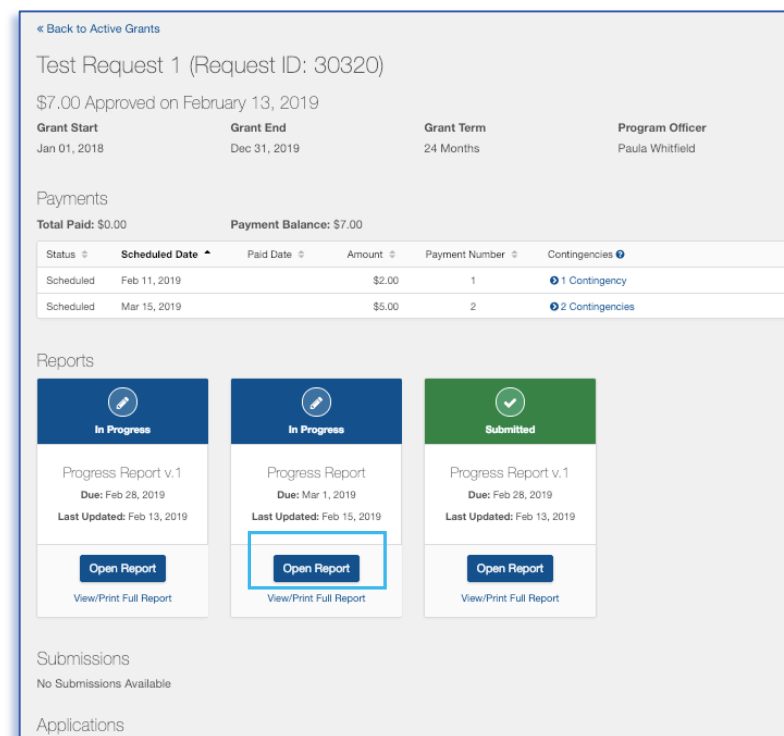 « Back to Active Grants
Test Request 1 (Request ID: 30320)
$7.00 Approved on February 13, 2019
Grant Start Grant End Grant Term Program Officer
Jan 01, 2018 Dec 31, 2019 24 Months Paula Whitfield
Payments
Total Paid: $0.00 Payment Balance: $7.00
Status Scheduled Date Paid Date Amount Payment Number Contingencies
Scheduled Feb 11, 2019 $2.00 1 1 Contingency
Scheduled Mar 15, 2019 $5.00 2 2 Contingencies
Reports
In Progress In Progress Submitted
Progress Report v.1 Progress Report Progress Report v.1
Due: Feb 28, 2019 Due: Mar 1, 2019 Due: Feb 28, 2019
Last Updated: Feb 13, 2019 Last Updated: Feb 15, 2019 Last Updated: Feb 13, 2019
Open Report Open Report Open Report
View/Print Full Report View/Print Full Report View/Print Full Report
Submissions
No Submissions Available
Applications